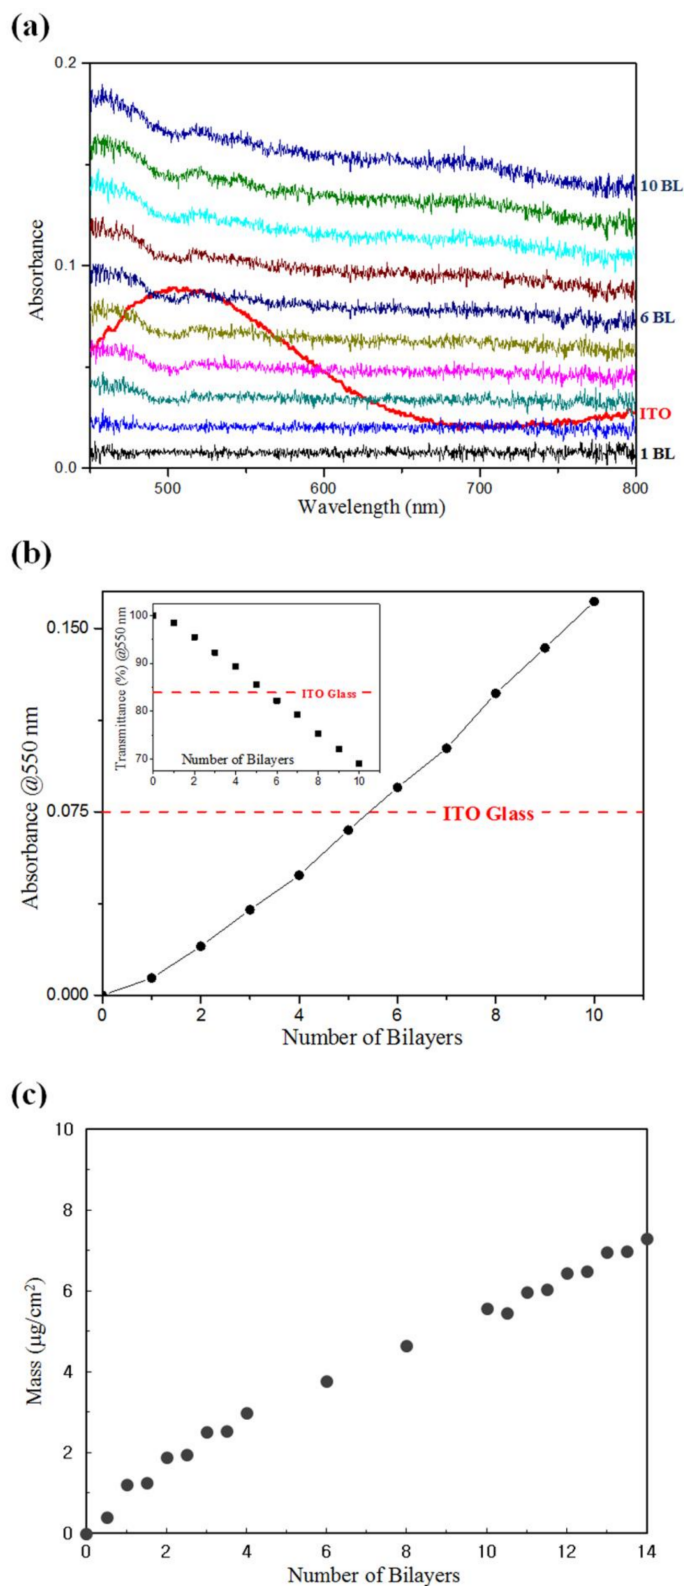 (a)
0.2
0.1
0.0
Absorbance
10 BL
6 BL
ITO
1 BL
500 600 700 800
Wavelength (nm)
(b)
0.150
0.075
0.000
Absorbance @550 nm
100
90
80
70
Transmittance (%) @550 nm
ITO Glass
Number of Bilayers
0 2 4 6 8 10
ITO Glass
0 2 4 6 8 10
Number of Bilayers
(c)
10
8
6
4
2
0
Mass (µg/cm²)
0 2 4 6 8 10 12 14
Number of Bilayers